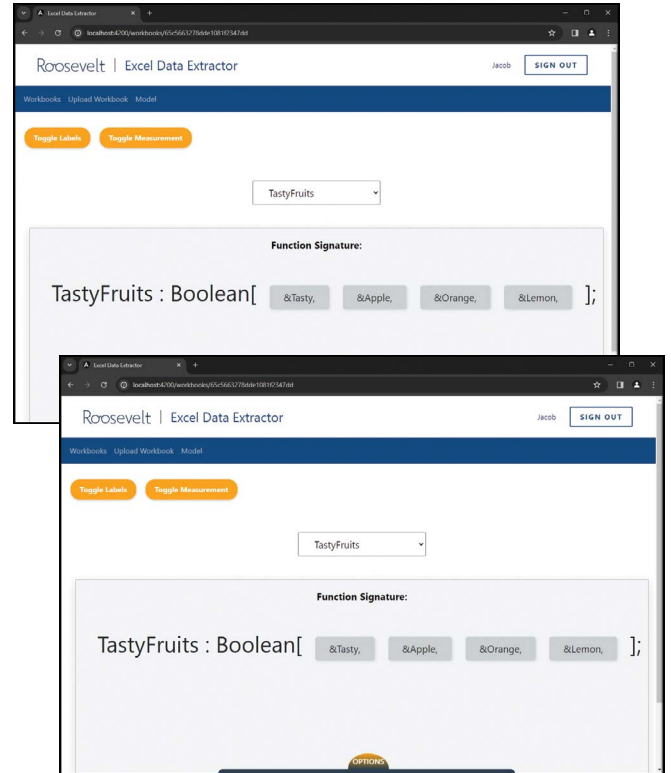 Excel Data Extractor
localhost:4200/workbooks/65c5663278dde1081f2347dd
Roosevelt | Excel Data Extractor Jacob SIGN OUT
Workbooks Upload Workbook Model
Toggle Labels Toggle Measurement
TastyFruits
Function Signature:
TastyFruits : Boolean[ &Tasty, &Apple, &Orange, &Lemon, ];
Excel Data Extractor
localhost:4200/workbooks/65c5663278dde1081f2347dd
Roosevelt | Excel Data Extractor Jacob SIGN OUT
Workbooks Upload Workbook Model
Toggle Labels Toggle Measurement
TastyFruits
Function Signature:
TastyFruits : Boolean[ &Tasty, &Apple, &Orange, &Lemon, ];
OPTIONS